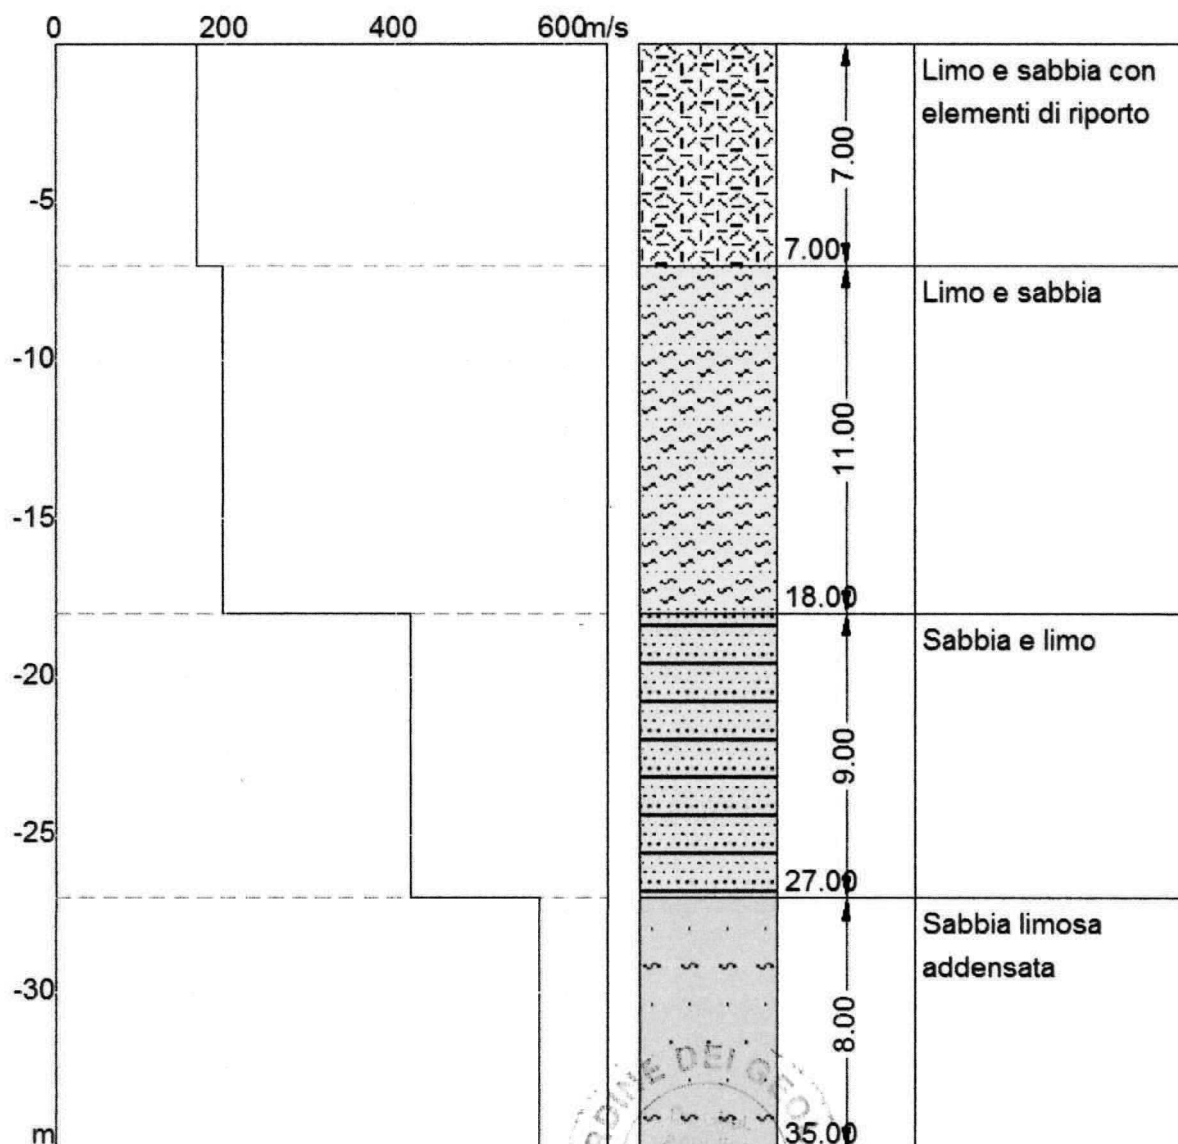 0 200 400 600m/s
Limo e sabbia con
elementi di riporto
7.00
-5
7.00
Limo e sabbia
-10
11.00
-15
18.00
Sabbia e limo
-20
9.00
-25
27.00
Sabbia limosa
addensata
-30
8.00
DEI
m
35.00